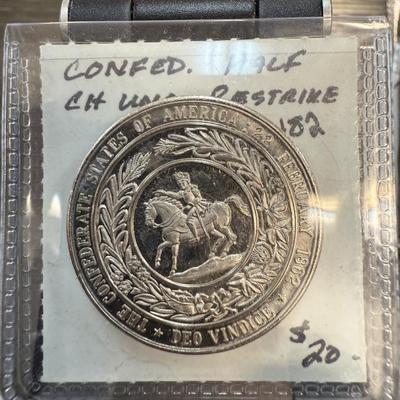 CONFED. HALF
CH UNC RESTRIKE
182
THE CONFEDERATE STATES OF AMERICA : 22 FEBRUARY 1862
★ DEO VINDICE ★
$20-